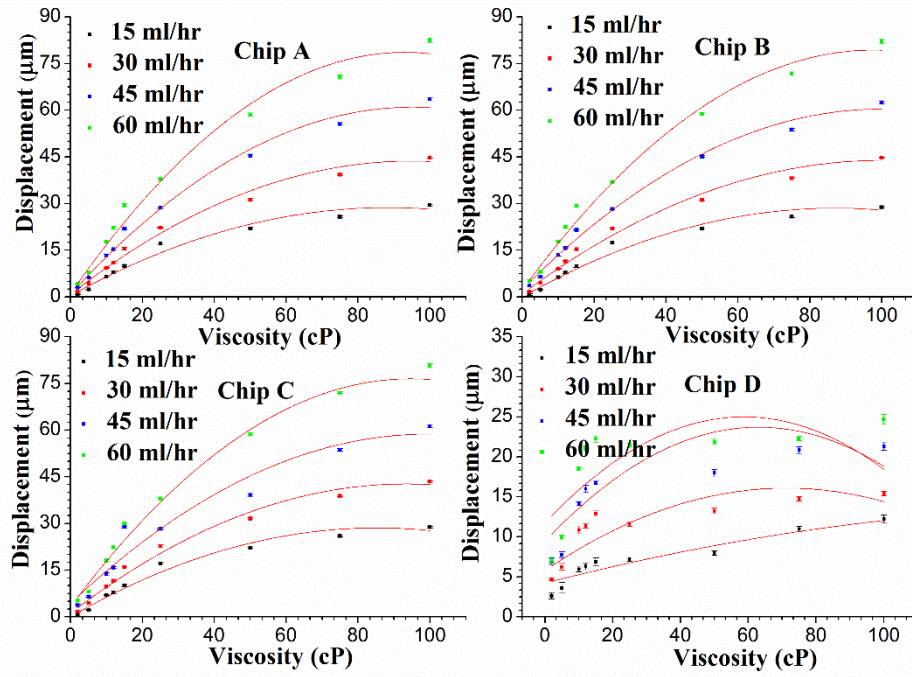 90
75
60
45
30
15
0
Displacement (µm)
15 ml/hr
30 ml/hr
45 ml/hr
60 ml/hr
Chip A
0 20 40 60 80 100
Viscosity (cP)
90
75
60
45
30
15
0
Displacement (µm)
15 ml/hr
30 ml/hr
45 ml/hr
60 ml/hr
Chip B
0 20 40 60 80 100
Viscosity (cP)
90
75
60
45
30
15
0
Displacement (µm)
15 ml/hr
30 ml/hr
45 ml/hr
60 ml/hr
Chip C
0 20 40 60 80 100
Viscosity (cP)
35
30
25
20
15
10
5
0
Displacement (µm)
15 ml/hr
30 ml/hr
45 ml/hr
60 ml/hr
Chip D
0 20 40 60 80 100
Viscosity (cP)